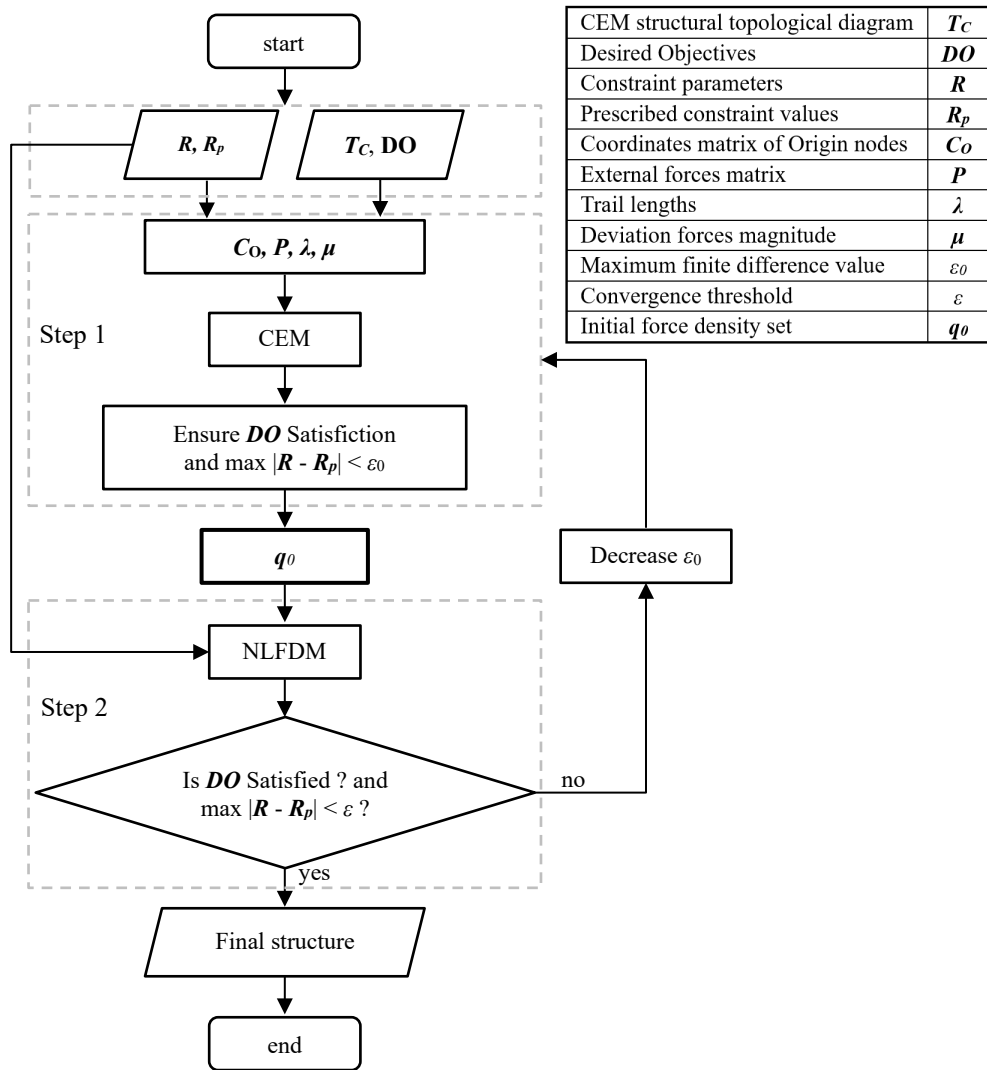 start
R, Rp
TC, DO
CO, P, λ, μ
Step 1
CEM
Ensure DO Satisfiction
and max |R - Rp| < ε0
q0
Decrease ε0
NLFDM
Step 2
Is DO Satisfied ? and
max |R - Rp| < ε ?
no
yes
Final structure
end
CEM structural topological diagram TC
Desired Objectives DO
Constraint parameters R
Prescribed constraint values Rp
Coordinates matrix of Origin nodes CO
External forces matrix P
Trail lengths λ
Deviation forces magnitude μ
Maximum finite difference value ε0
Convergence threshold ε
Initial force density set q0